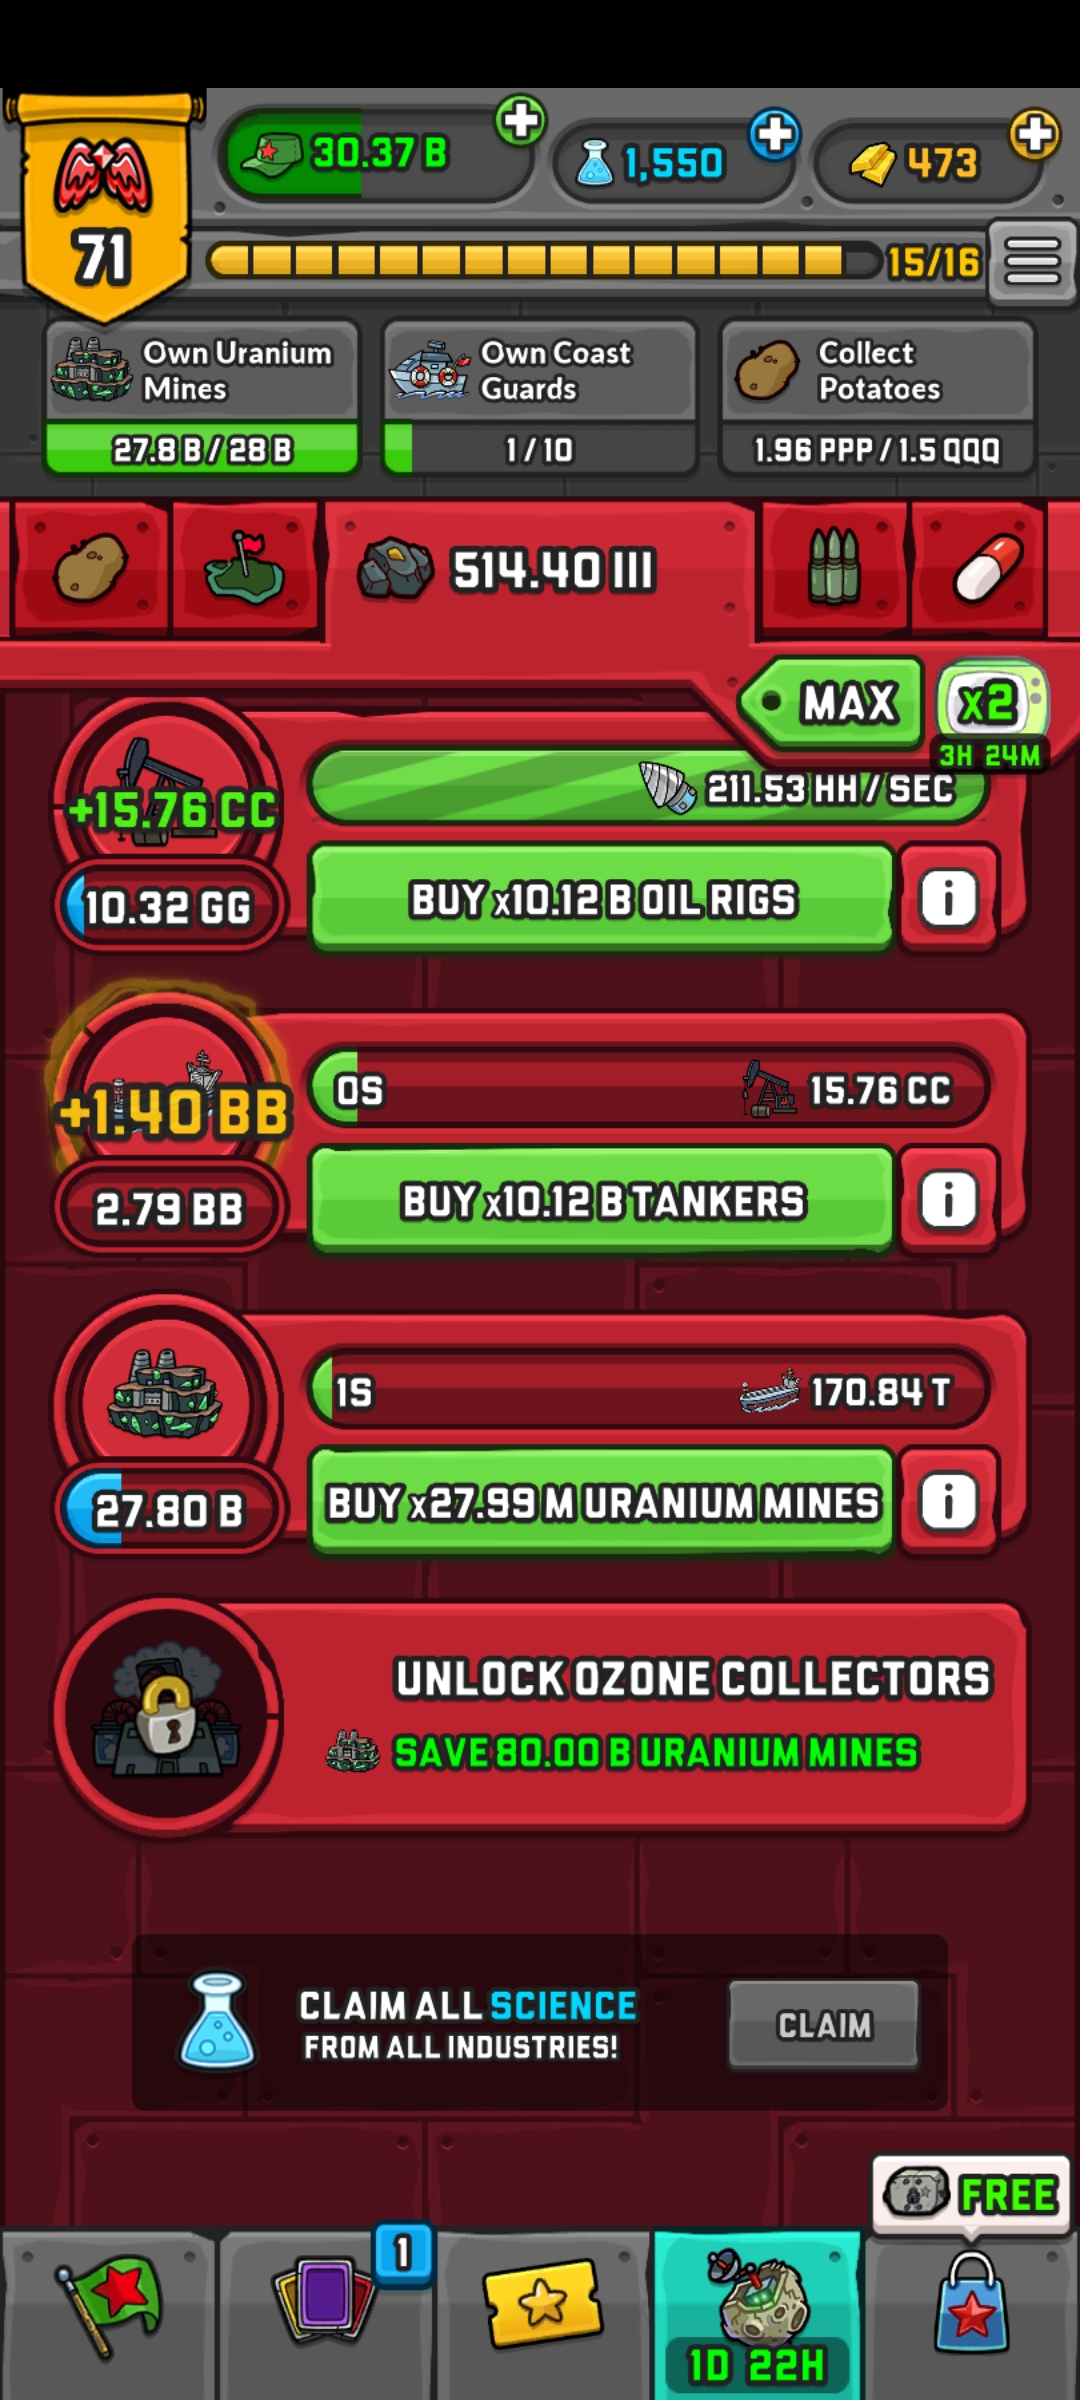 30.37 B
1,550
473
71
15/16
Own Uranium
Mines
27.8 B / 28 B
Own Coast
Guards
1 / 10
Collect
Potatoes
1.96 PPP / 1.5 QQQ
514.40 III
MAX
x2
3H 24M
+15.76 CC
211.53 HH / SEC
10.32 GG
BUY x10.12 B OIL RIGS
i
+1.40 BB
0S
15.76 CC
2.79 BB
BUY x10.12 B TANKERS
i
1S
170.84 T
27.80 B
BUY x27.99 M URANIUM MINES
i
UNLOCK OZONE COLLECTORS
SAVE 80.00 B URANIUM MINES
CLAIM ALL SCIENCE
FROM ALL INDUSTRIES!
CLAIM
FREE
1
1D 22H